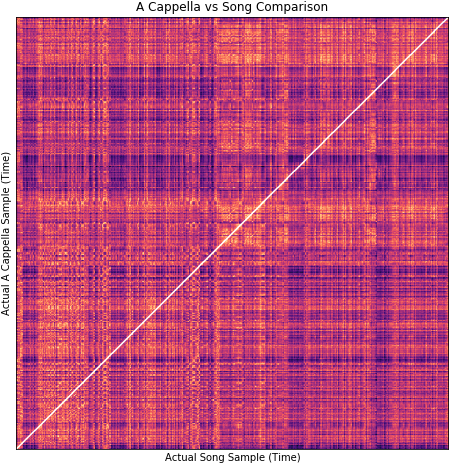 A Cappella vs Song Comparison
Actual A Cappella Sample (Time)
Actual Song Sample (Time)